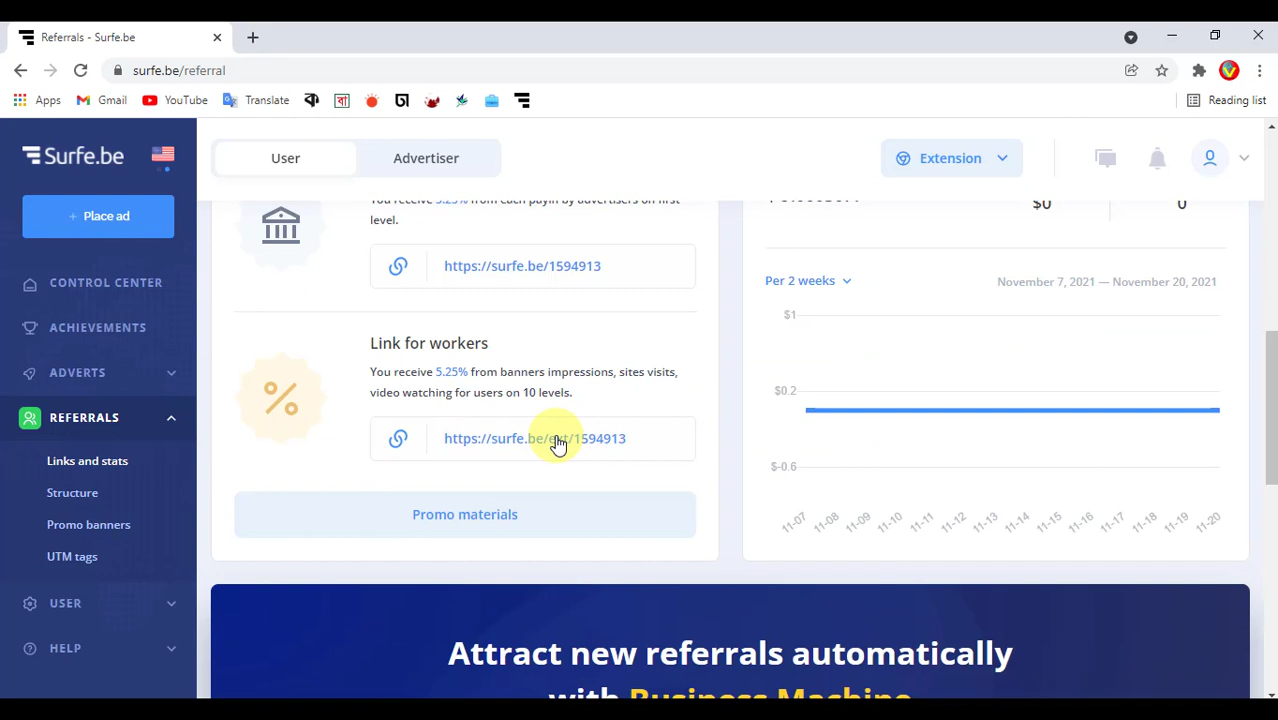 Referrals - Surfe.be
surfe.be/referral
Apps Gmail YouTube Translate Reading list
Surfe.be
User Advertiser Extension
+ Place ad
CONTROL CENTER
ACHIEVEMENTS
ADVERTS
REFERRALS
Links and stats
Structure
Promo banners
UTM tags
USER
HELP
You receive 5.25% from each payin by advertisers on first
level.
https://surfe.be/1594913
Link for workers
You receive 5.25% from banners impressions, sites visits,
video watching for users on 10 levels.
https://surfe.be/ext/1594913
Promo materials
$0 0
Per 2 weeks November 7, 2021 — November 20, 2021
$1
$0.2
$-0.6
11-07 11-08 11-09 11-10 11-11 11-12 11-13 11-14 11-15 11-16 11-17 11-18 11-19 11-20
Attract new referrals automatically
with Business Machine